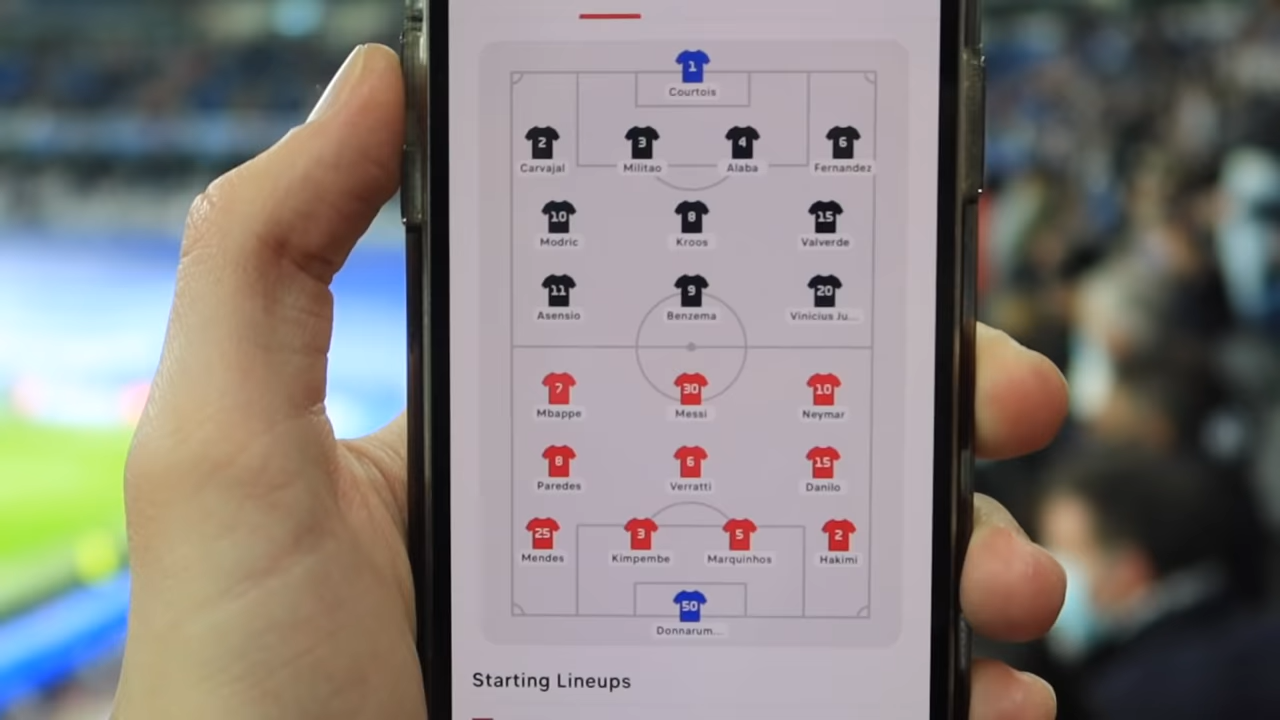 1
Courtois
2 3 4 6
Carvajal Militao Alaba Fernandez
10 8 15
Modric Kroos Valverde
11 9 20
Asensio Benzema Vinicius Ju...
7 30 10
Mbappe Messi Neymar
8 6 15
Paredes Verratti Danilo
25 3 5 2
Mendes Kimpembe Marquinhos Hakimi
50
Donnarum...
Starting Lineups